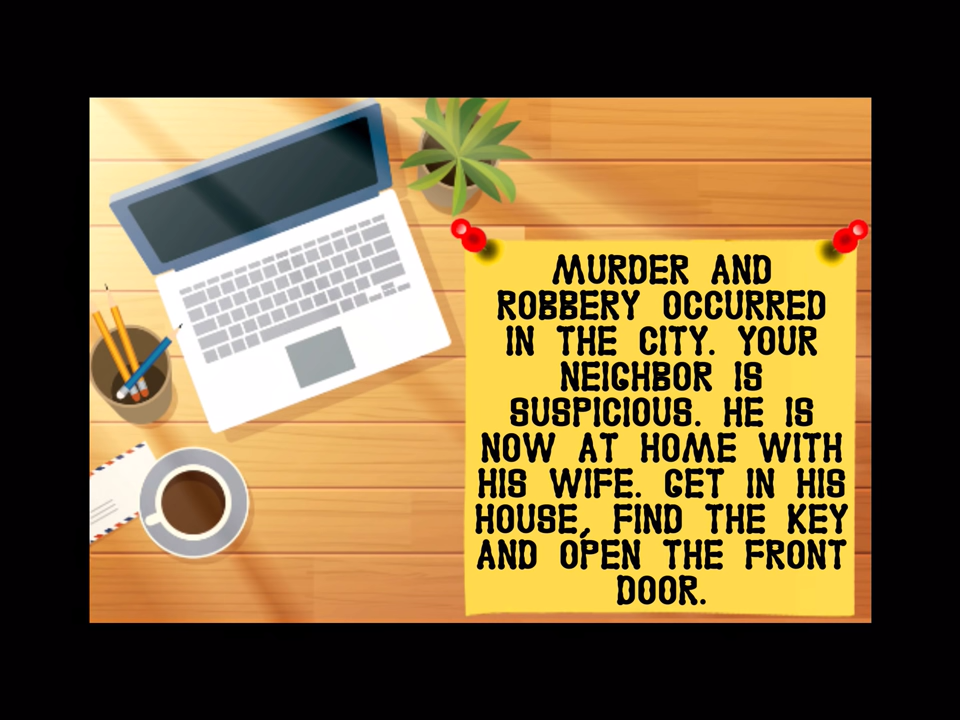 MURDER AND
ROBBERY OCCURRED
IN THE CITY. YOUR
NEIGHBOR IS
SUSPICIOUS. HE IS
NOW AT HOME WITH
HIS WIFE. GET IN HIS
HOUSE, FIND THE KEY
AND OPEN THE FRONT
DOOR.